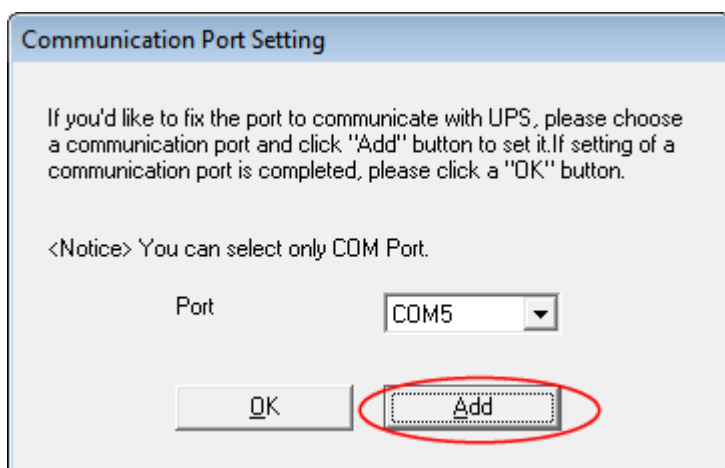 Communication Port Setting
If you'd like to fix the port to communicate with UPS, please choose
a communication port and click "Add" button to set it.If setting of a
communication port is completed, please click a "OK" button.
<Notice> You can select only COM Port.
Port
COM5
OK
Add